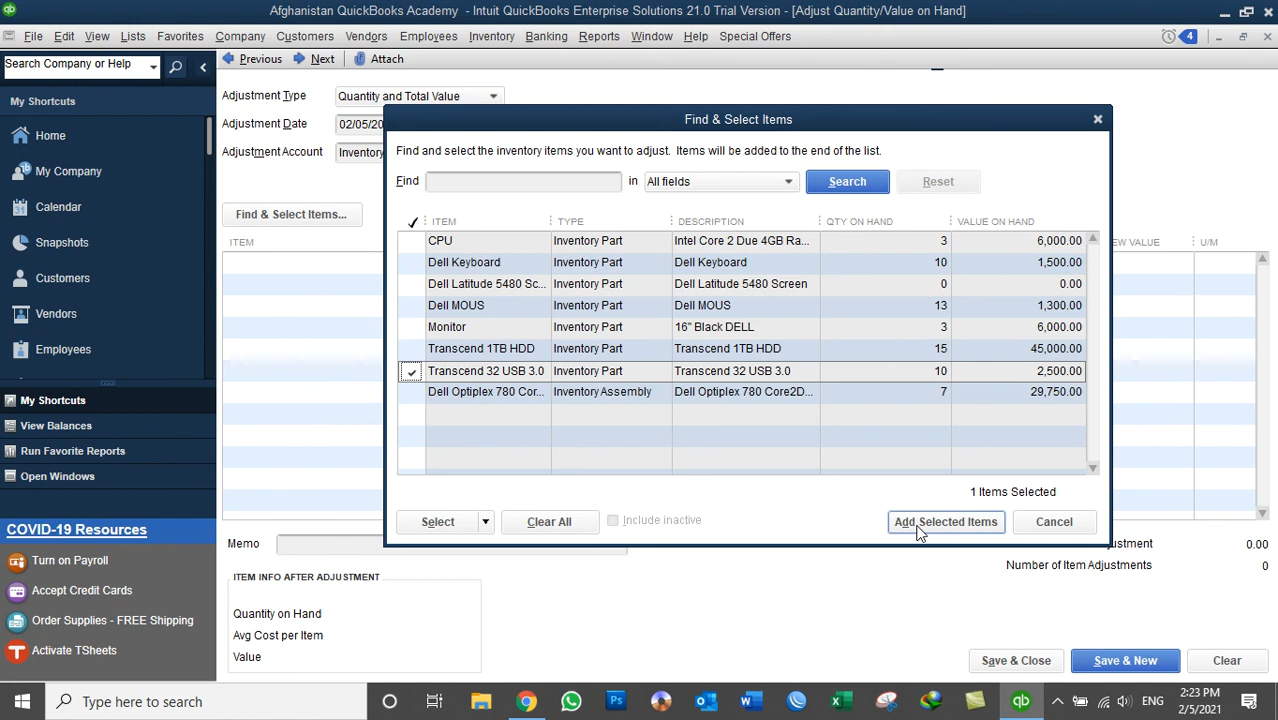 Afghanistan QuickBooks Academy - Intuit QuickBooks Enterprise Solutions 21.0 Trial Version - [Adjust Quantity/Value on Hand]
File Edit View Lists Favorites Company Customers Vendors Employees Inventory Banking Reports Window Help Special Offers 4
Search Company or Help
Previous Next Attach
My Shortcuts
Home
My Company
Calendar
Snapshots
Customers
Vendors
Employees
My Shortcuts
View Balances
Run Favorite Reports
Open Windows
COVID-19 Resources
Turn on Payroll
Accept Credit Cards
Order Supplies - FREE Shipping
Activate TSheets
Adjustment Type Quantity and Total Value
Adjustment Date 02/05/20
Adjustment Account Inventory
Find & Select Items...
ITEM
EW VALUE U/M
Find & Select Items
Find and select the inventory items you want to adjust. Items will be added to the end of the list.
Find in All fields Search Reset
ITEM TYPE DESCRIPTION QTY ON HAND VALUE ON HAND
CPU Inventory Part Intel Core 2 Due 4GB Ra... 3 6,000.00
Dell Keyboard Inventory Part Dell Keyboard 10 1,500.00
Dell Latitude 5480 Sc... Inventory Part Dell Latitude 5480 Screen 0 0.00
Dell MOUS Inventory Part Dell MOUS 13 1,300.00
Monitor Inventory Part 16" Black DELL 3 6,000.00
Transcend 1TB HDD Inventory Part Transcend 1TB HDD 15 45,000.00
Transcend 32 USB 3.0 Inventory Part Transcend 32 USB 3.0 10 2,500.00
Dell Optiplex 780 Cor... Inventory Assembly Dell Optiplex 780 Core2D... 7 29,750.00
1 Items Selected
Select Clear All Include inactive Add Selected Items Cancel
Memo
justment 0.00
Number of Item Adjustments 0
ITEM INFO AFTER ADJUSTMENT
Quantity on Hand
Avg Cost per Item
Value
Save & Close Save & New Clear
Type here to search
ENG
2:23 PM
2/5/2021